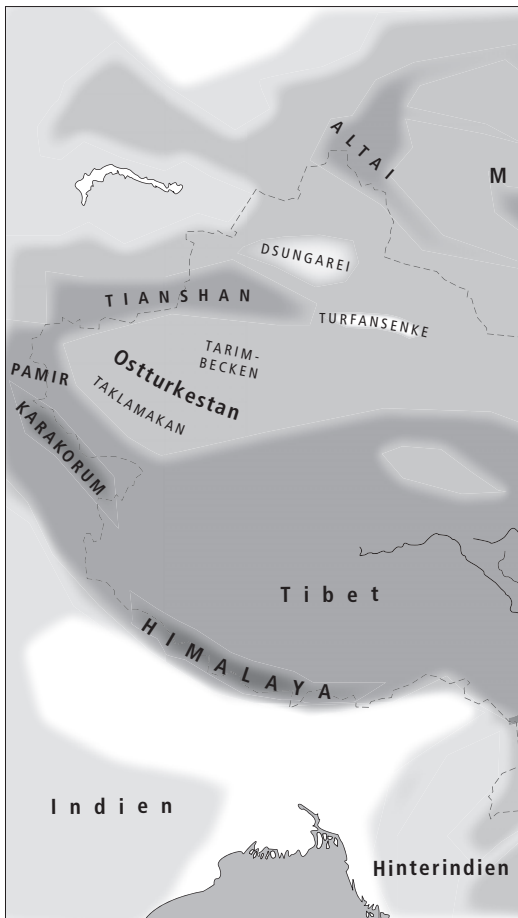 ALTAI
M
DSUNGAREI
TIANSHAN
TURFANSENKE
TARIM-
BECKEN
Ostturkestan
PAMIR
TAKLAMAKAN
KARAKORUM
Tibet
HIMALAYA
Indien
Hinterindien